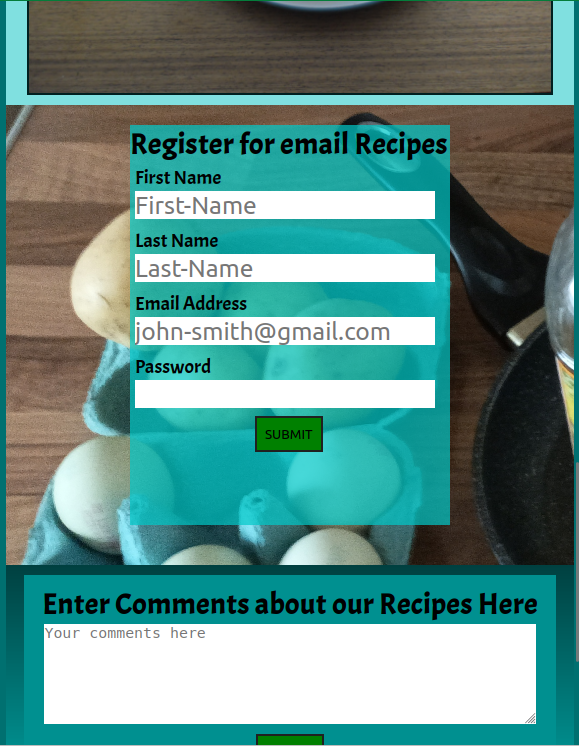 Register for email Recipes
First Name
First-Name
Last Name
Last-Name
Email Address
john-smith@gmail.com
Password
SUBMIT
Enter Comments about our Recipes Here
Your comments here